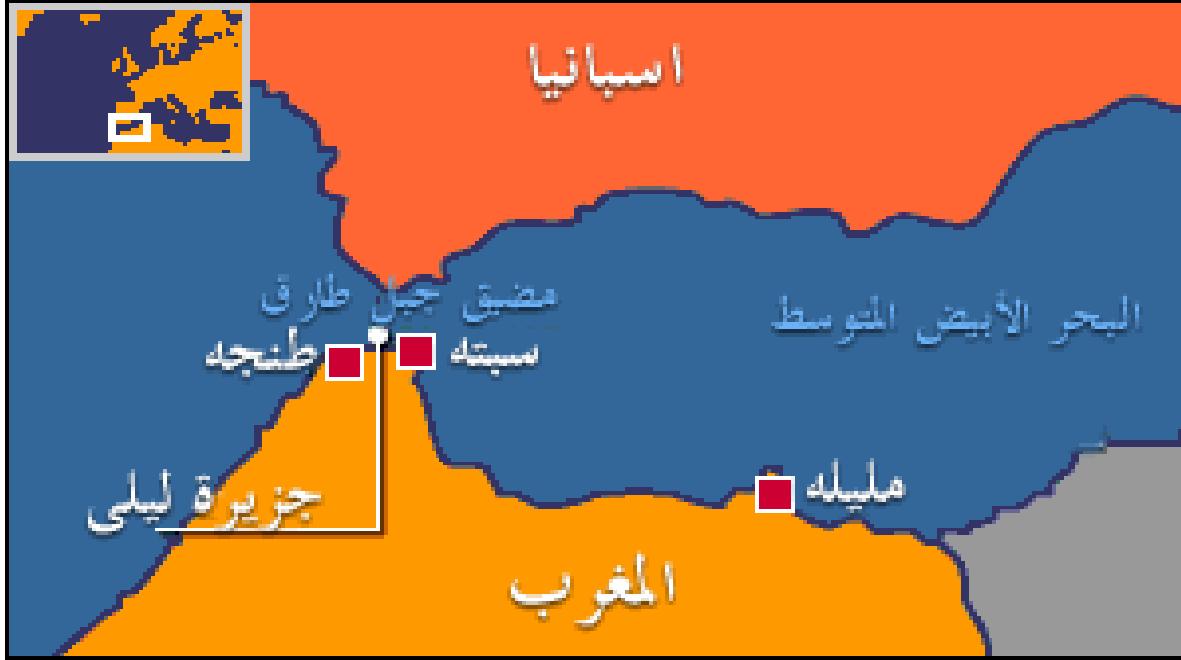 اسبانيا
مضيق جبل طارق
البحر الأبيض المتوسط
طنجه
سبته
مليله
جزيرة ليلى
المغرب